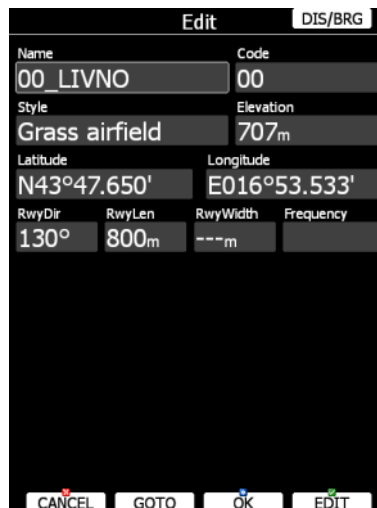 Edit DIS/BRG
Name Code
00_LIVNO 00
Style Elevation
Grass airfield 707m
Latitude Longitude
N43°47.650' E016°53.533'
RwyDir RwyLen RwyWidth Frequency
130° 800m ---m
CANCEL GOTO OK EDIT